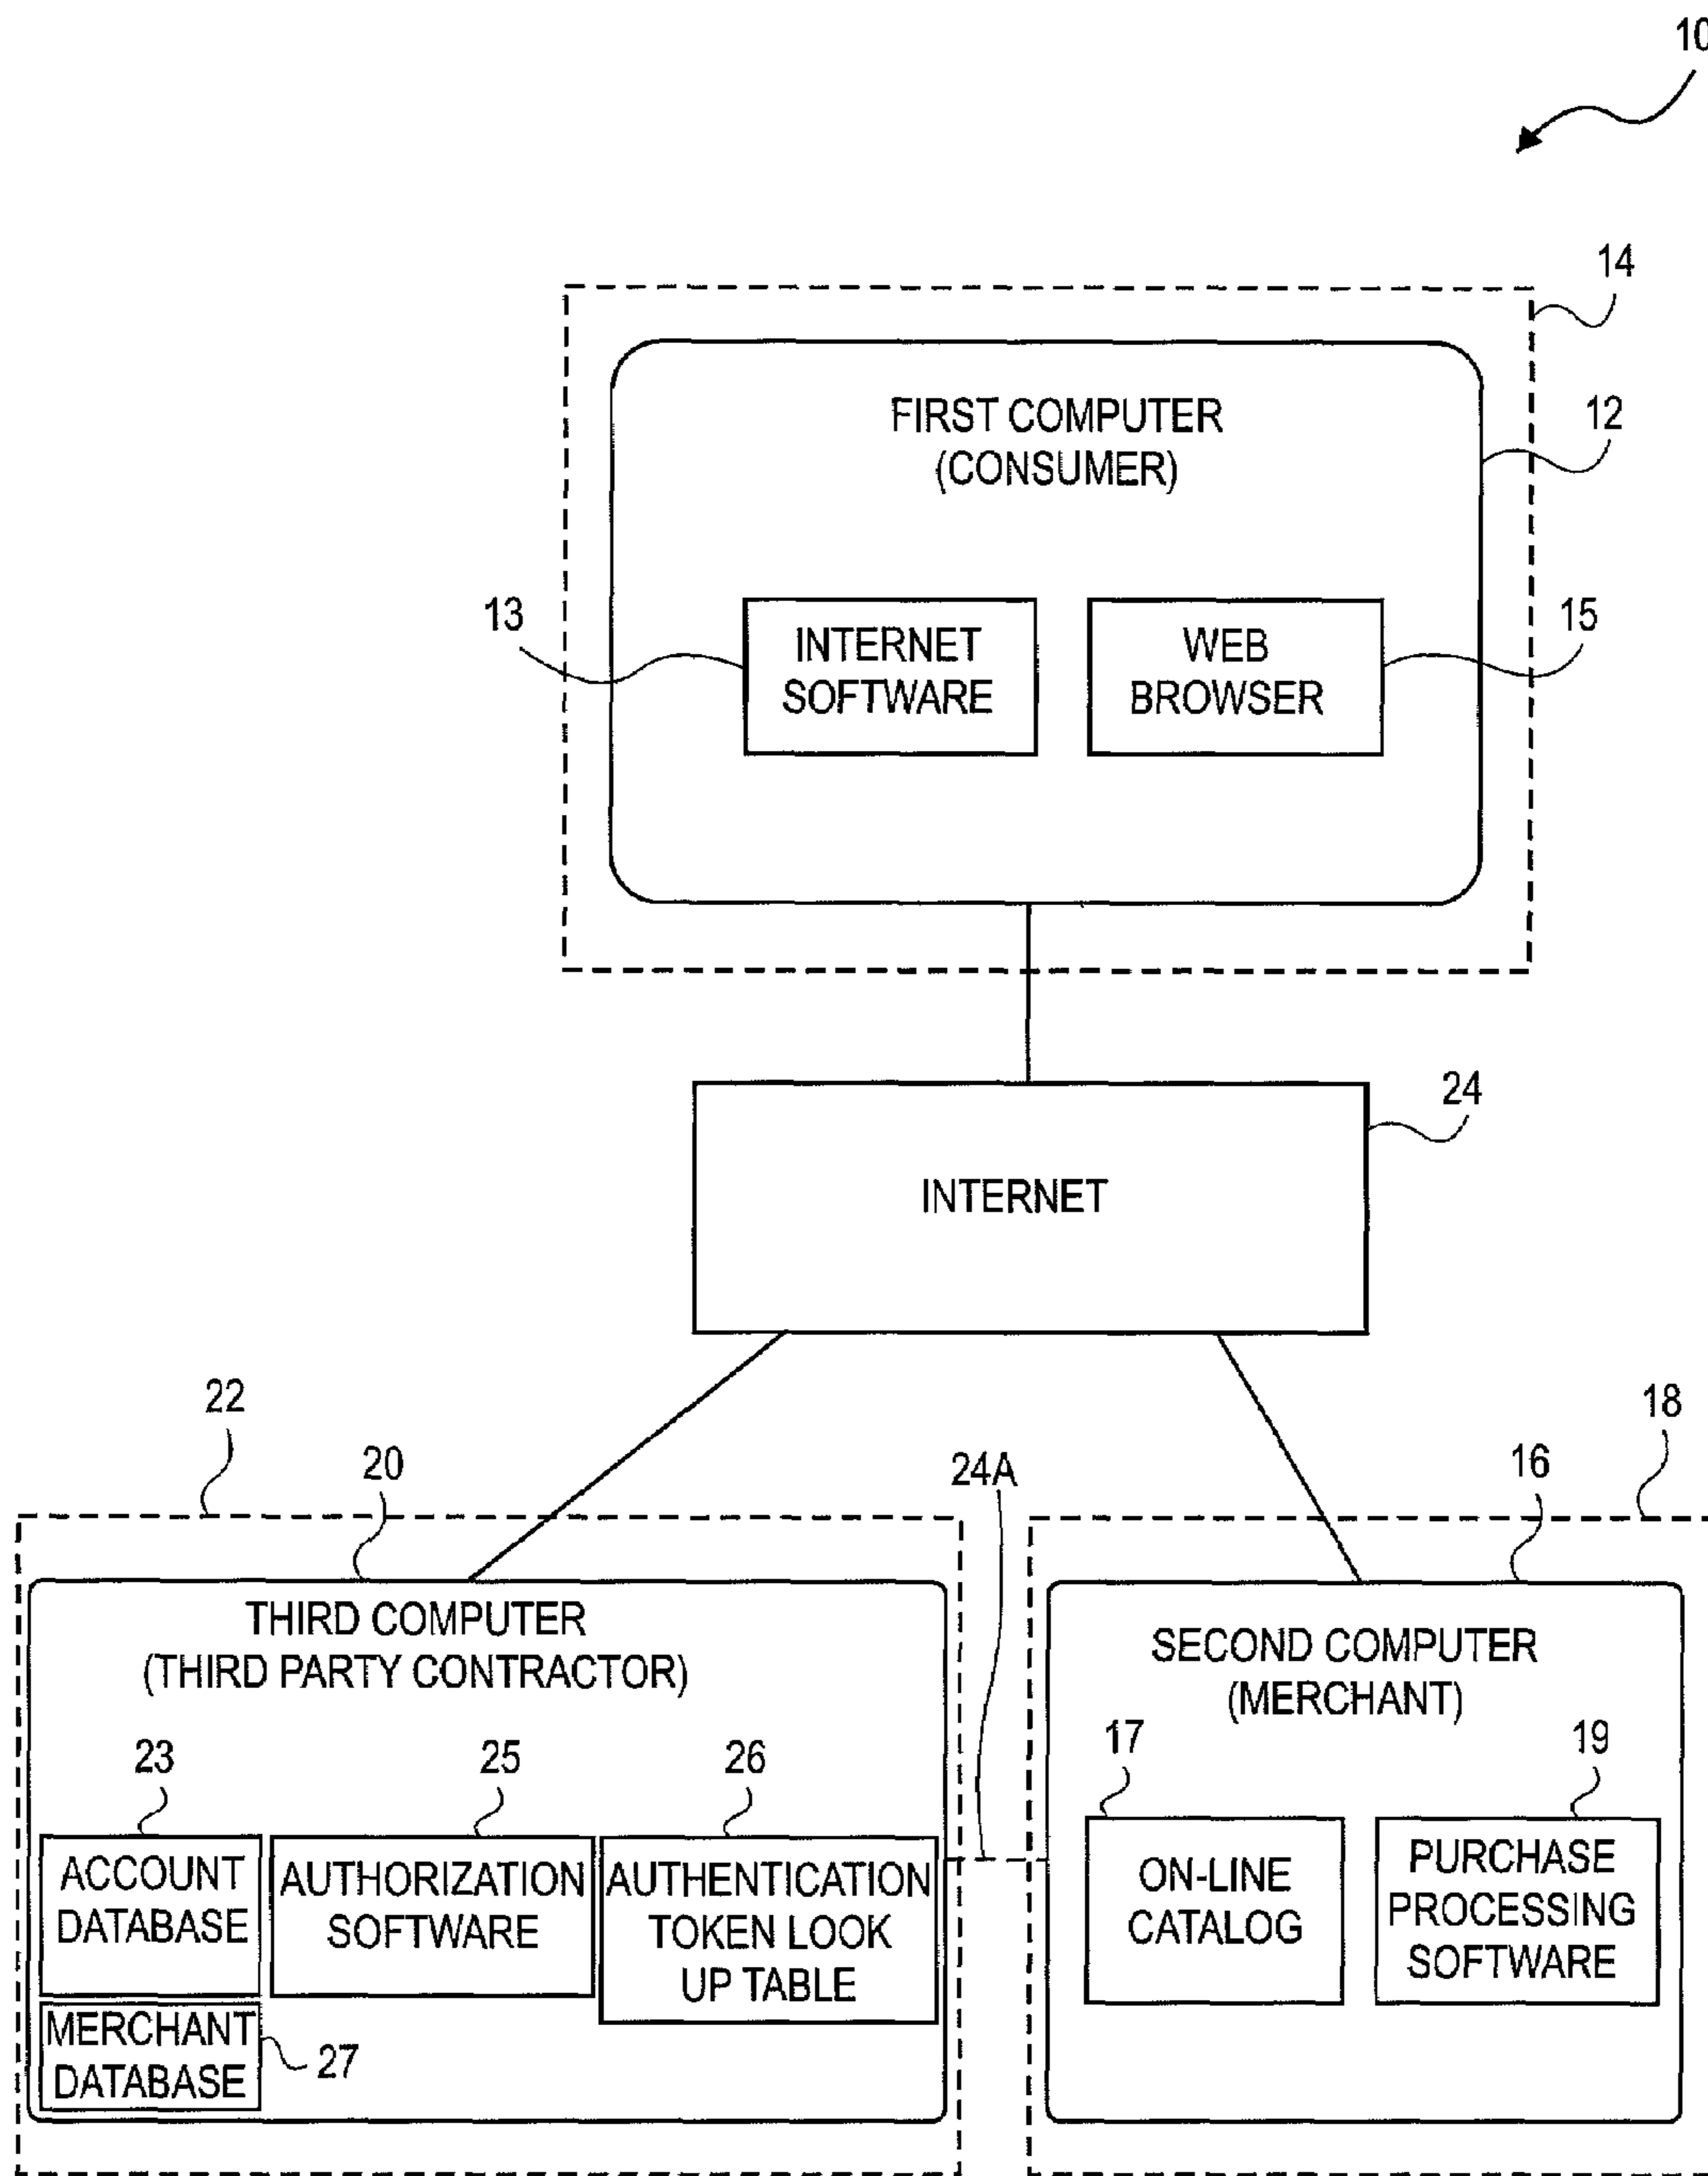 10
14
FIRST COMPUTER
(CONSUMER)
12
13
INTERNET
SOFTWARE
WEB
BROWSER
15
24
INTERNET
22
20
24A
16
18
THIRD COMPUTER
(THIRD PARTY CONTRACTOR)
SECOND COMPUTER
(MERCHANT)
23
25
26
17
19
ACCOUNT
DATABASE
AUTHORIZATION
SOFTWARE
AUTHENTICATION
TOKEN LOOK
UP TABLE
ON-LINE
CATALOG
PURCHASE
PROCESSING
SOFTWARE
MERCHANT
DATABASE
27